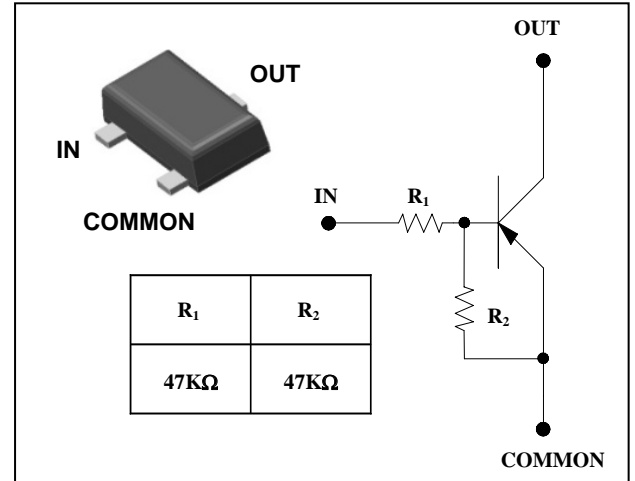 OUT
OUT
IN
IN
R₁
COMMON
R₁ R₂
R₂
47KΩ 47KΩ
COMMON